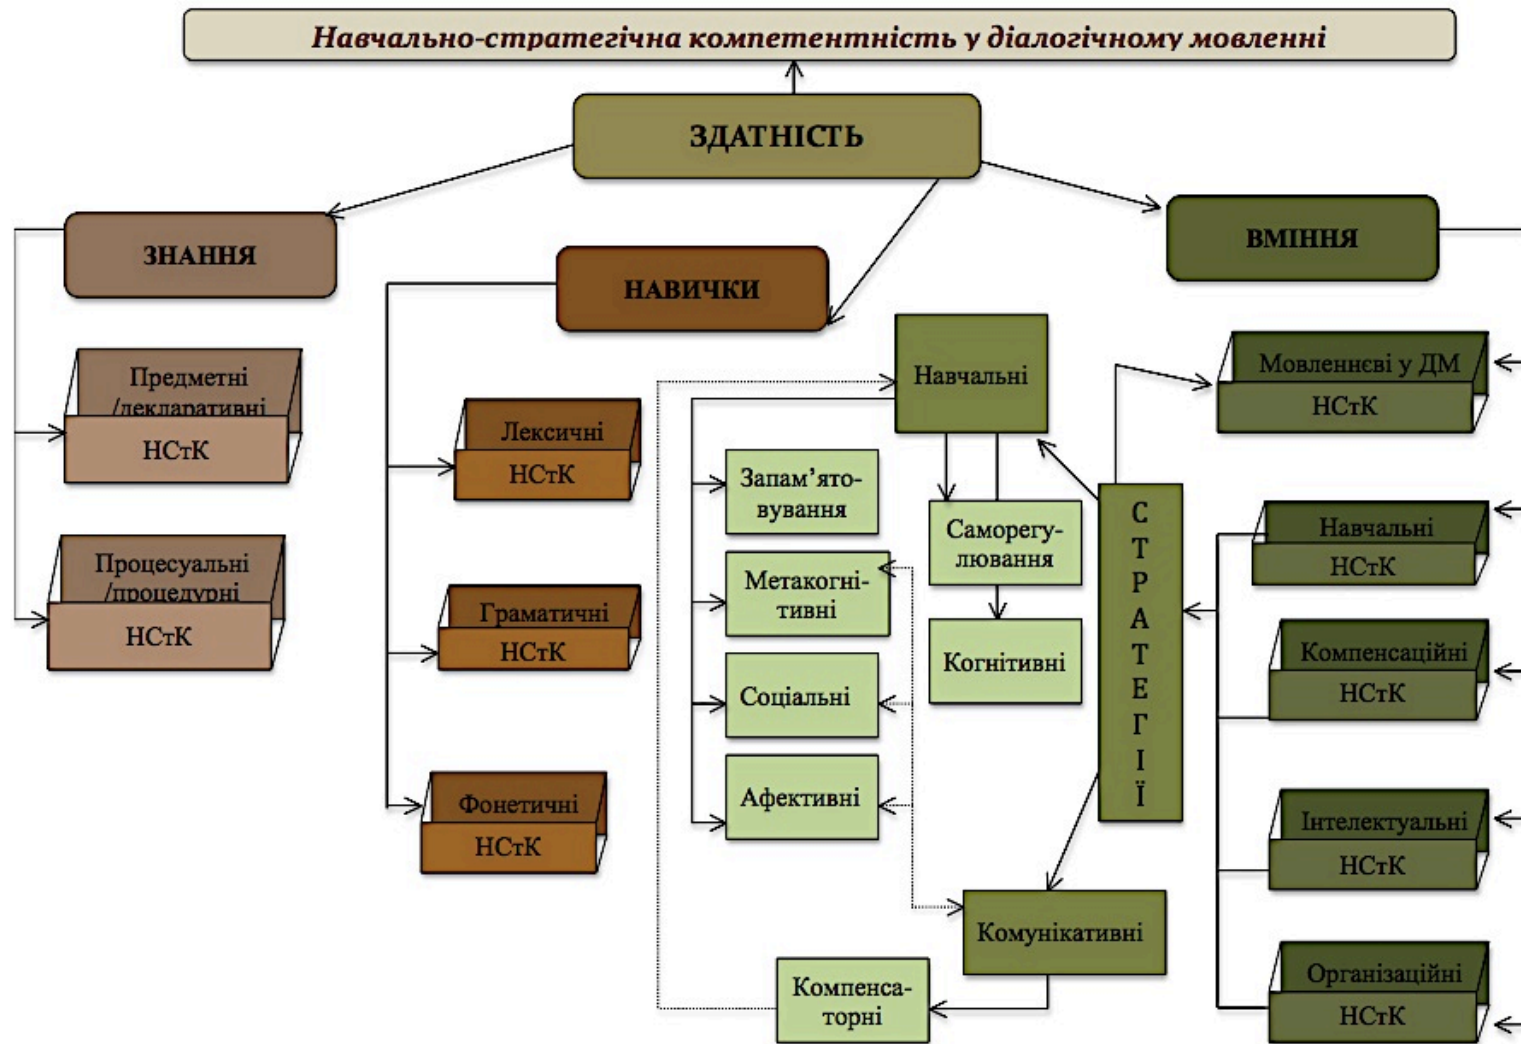 Навчально-стратегічна компетентність у діалогічному мовленні
ЗДАТНІСТЬ
ЗНАННЯ
НАВИЧКИ
ВМІННЯ
Предметні
/декларативні
НСтК
Процесуальні
/процедурні
НСтК
Лексичні
НСтК
Граматичні
НСтК
Фонетичні
НСтК
Навчальні
Запам’ято-
вування
Метакогні-
тивні
Соціальні
Афективні
Саморегу-
лювання
Когнітивні
СТРАТЕГІЇ
Комунікативні
Компенса-
торні
Мовленнєві у ДМ
НСтК
Навчальні
НСтК
Компенсаційні
НСтК
Інтелектуальні
НСтК
Організаційні
НСтК